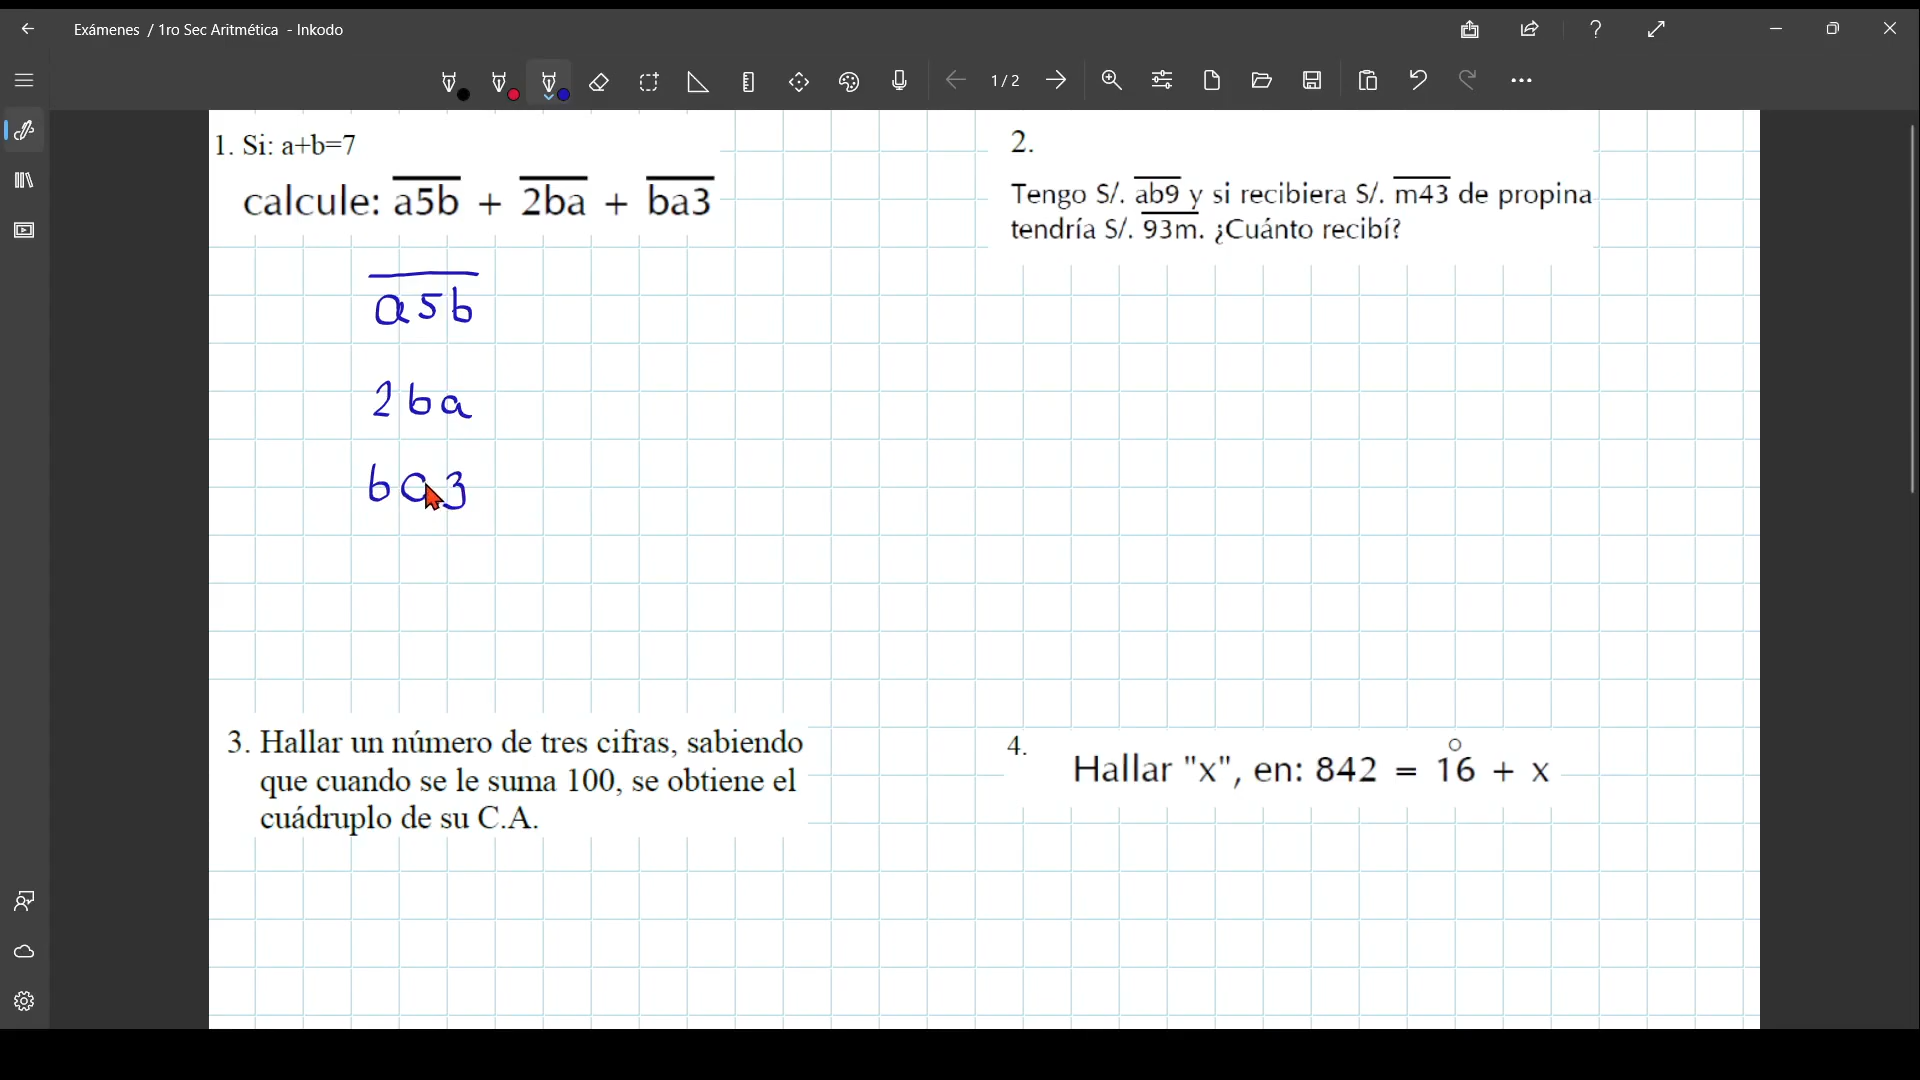 Exámenes / 1ro Sec Aritmética - Inkodo
1 / 2
1. Si: a+b=7
calcule: a5b + 2ba + ba3
a5b
2ba
ba3
2.
Tengo S/. ab9 y si recibiera S/. m43 de propina
tendría S/. 93m. ¿Cuánto recibí?
3. Hallar un número de tres cifras, sabiendo
que cuando se le suma 100, se obtiene el
cuádruplo de su C.A.
4.
Hallar "x", en: 842 = 16 + x